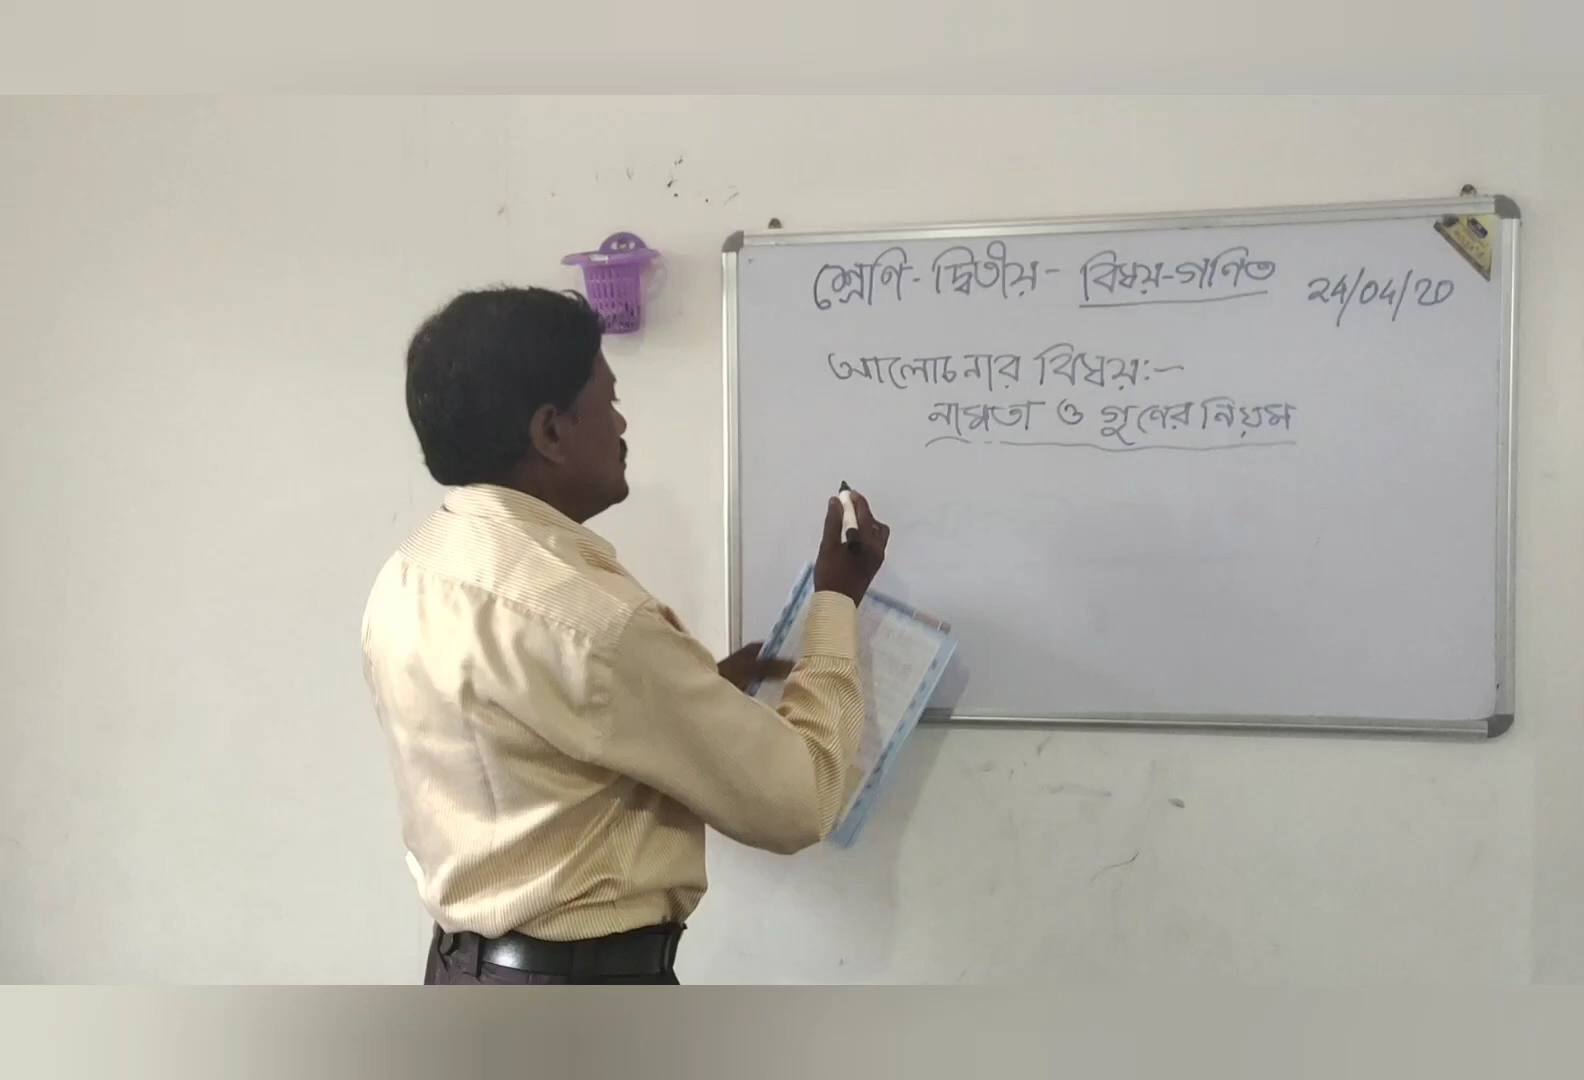 শ্রেণি - দ্বিতীয় - বিষয়-গণিত 24/04/20
আলোচনার বিষয়ঃ-
নামতা ও গুণের নিয়ম